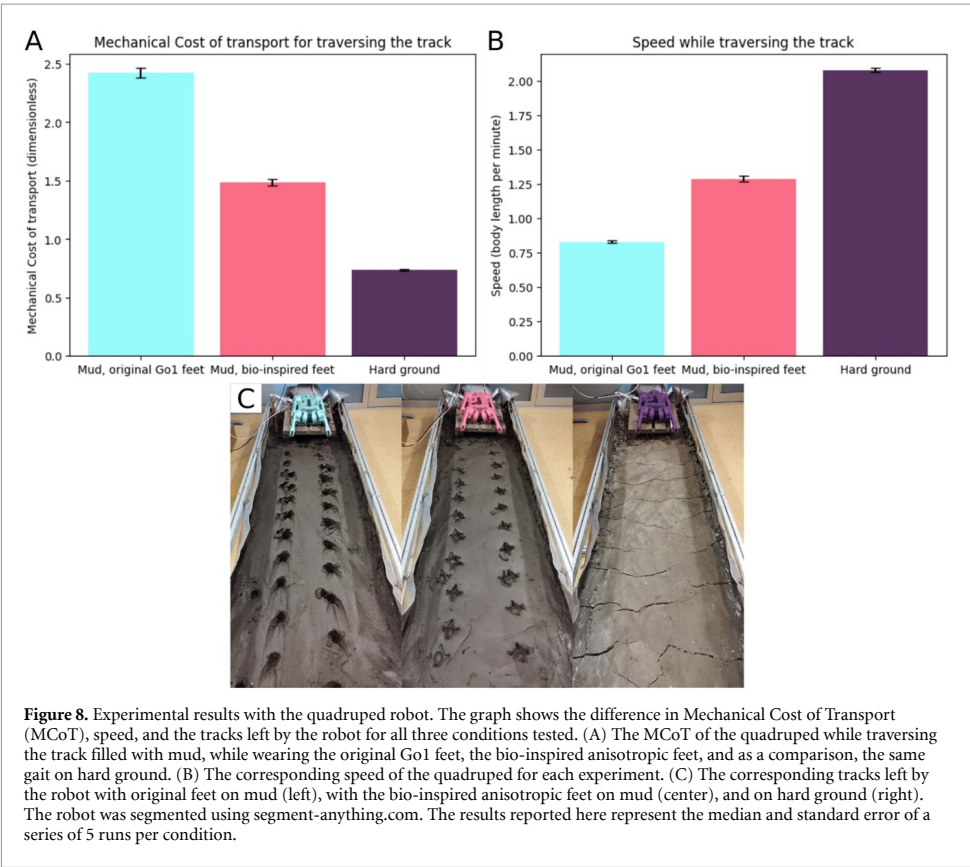 A
Mechanical Cost of transport for traversing the track
Mechanical Cost of transport (dimensionless)
2.5
2.0
1.5
1.0
0.5
0.0
Mud, original Go1 feet Mud, bio-inspired feet Hard ground
B
Speed while traversing the track
Speed (body length per minute)
2.00
1.75
1.50
1.25
1.00
0.75
0.50
0.25
0.00
Mud, original Go1 feet Mud, bio-inspired feet Hard ground
C
Figure 8. Experimental results with the quadruped robot. The graph shows the difference in Mechanical Cost of Transport
(MCoT), speed, and the tracks left by the robot for all three conditions tested. (A) The MCoT of the quadruped while traversing
the track filled with mud, while wearing the original Go1 feet, the bio-inspired anisotropic feet, and as a comparison, the same
gait on hard ground. (B) The corresponding speed of the quadruped for each experiment. (C) The corresponding tracks left by
the robot with original feet on mud (left), with the bio-inspired anisotropic feet on mud (center), and on hard ground (right).
The robot was segmented using segment-anything.com. The results reported here represent the median and standard error of a
series of 5 runs per condition.